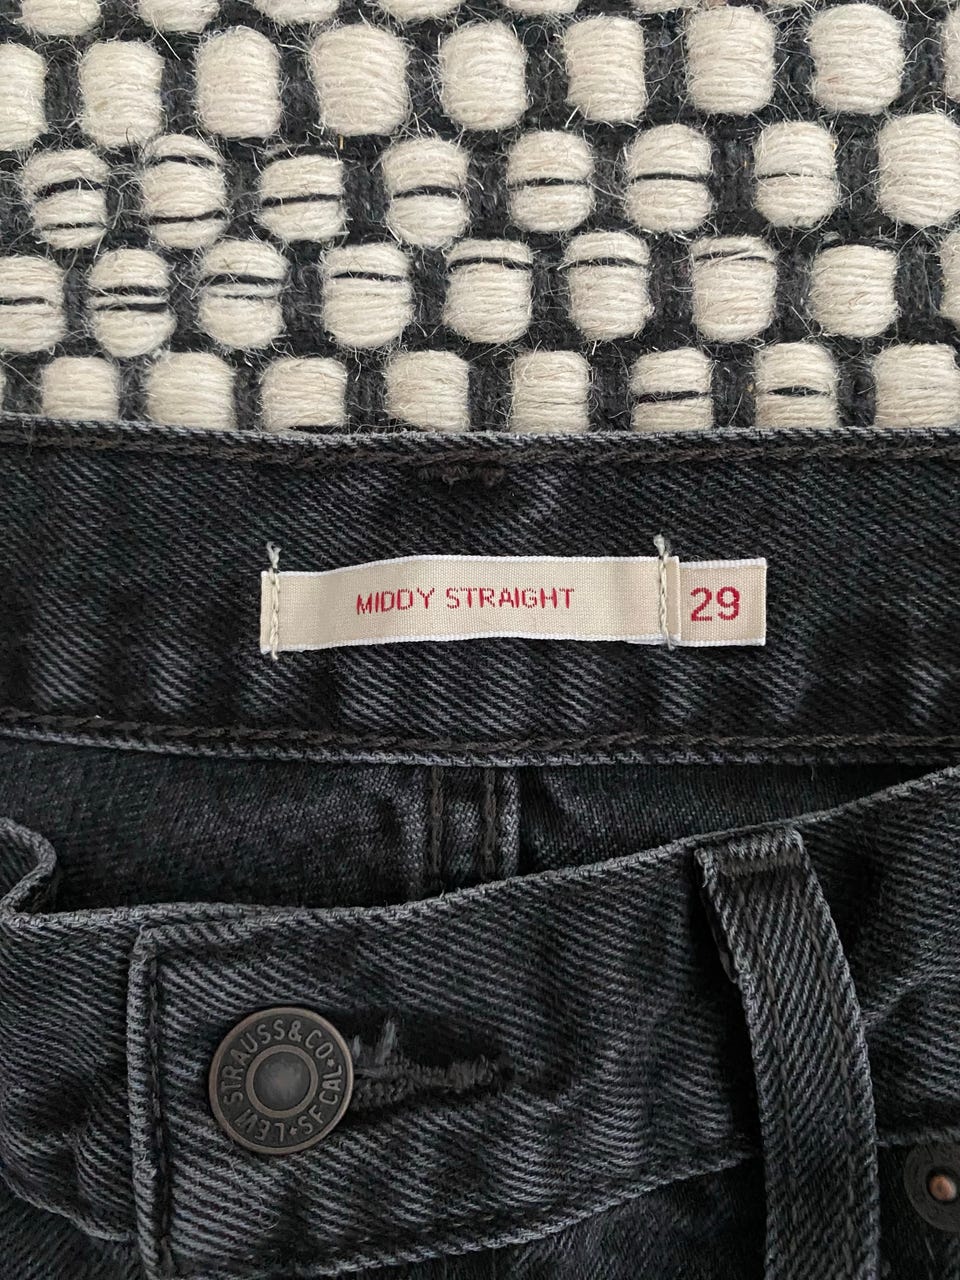 MIDDY STRAIGHT
29
LEVI STRAUSS & CO • S.F. CAL •